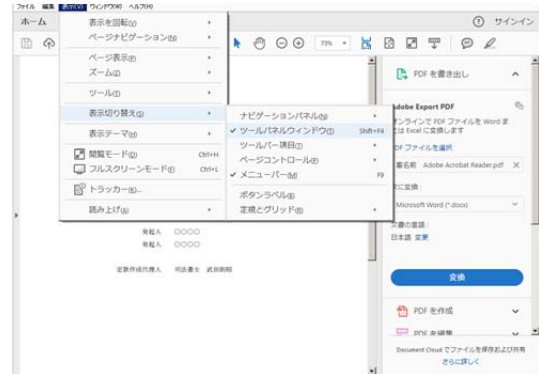 ファイル 編集 表示(V) ウィンドウ(W) ヘルプ(H)
ホーム
サインイン
表示を回転(V)
ページナビゲーション(N)
ページ表示(P)
ズーム(Z)
ツール(T)
表示切り替え(S)
表示テーマ(H)
閲覧モード(D) Ctrl+H
フルスクリーンモード(F) Ctrl+L
トラッカー(K)...
読み上げ(A)
ナビゲーションパネル(N)
ツールパネルウィンドウ(T) Shift+F4
ツールバー項目(T)
ページコントロール(P)
メニューバー(M) F9
ボタンラベル(B)
定規とグリッド(R)
73%
発起人 〇〇〇〇
発起人 〇〇〇〇
定款作成代理人 司法書士
PDF を書き出し
Adobe Export PDF
オンラインで PDF ファイルを Word ま
たは Excel に変換します
PDF ファイルを選択
署名前 Adobe Acrobat Reader.pdf
に変換:
Microsoft Word (*.docx)
文書の言語:
日本語 変更
変換
PDF を作成
PDF を編集
Document Cloud でファイルを保存および共有
さらに詳しく